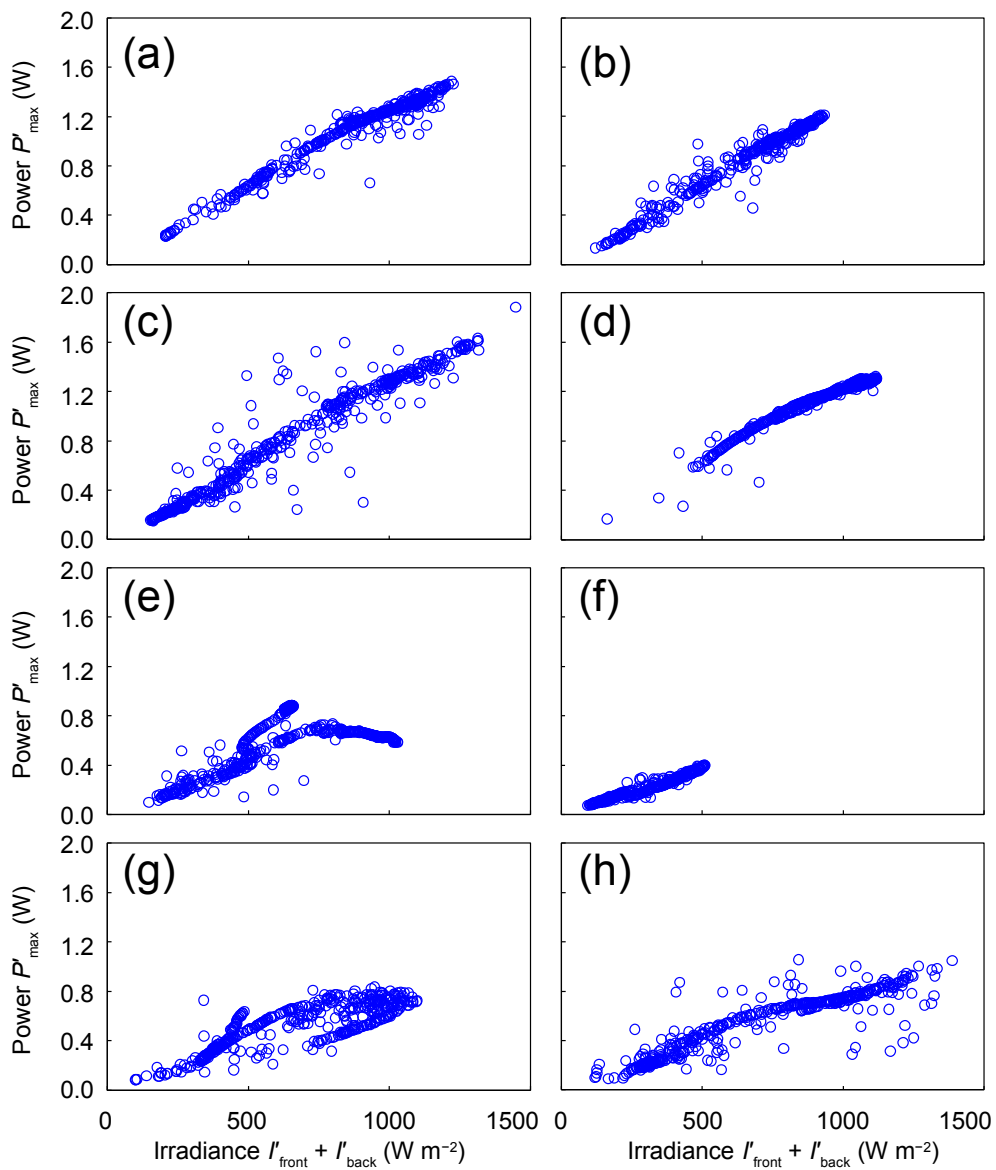 2.0
1.6
1.2
0.8
0.4
0.0
Power P′max (W)
(a)
(b)
2.0
1.6
1.2
0.8
0.4
0.0
Power P′max (W)
(c)
(d)
2.0
1.6
1.2
0.8
0.4
0.0
Power P′max (W)
(e)
(f)
2.0
1.6
1.2
0.8
0.4
0.0
Power P′max (W)
(g)
(h)
0 500 1000 1500 0 500 1000 1500
Irradiance I′front + I′back (W m−2) Irradiance I′front + I′back (W m−2)